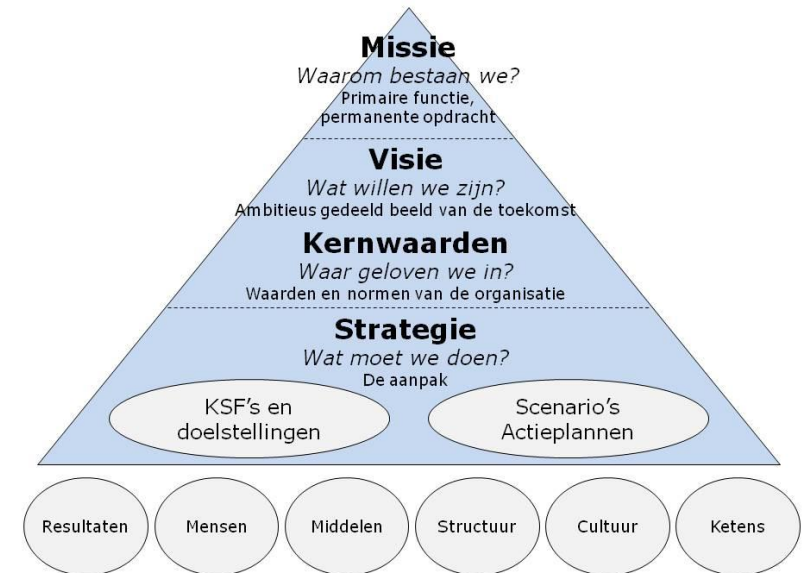 Missie
Waarom bestaan we?
Primaire functie,
permanente opdracht
Visie
Wat willen we zijn?
Ambitieus gedeeld beeld van de toekomst
Kernwaarden
Waar geloven we in?
Waarden en normen van de organisatie
Strategie
Wat moet we doen?
De aanpak
KSF's en
doelstellingen
Scenario's
Actieplannen
Resultaten
Mensen
Middelen
Structuur
Cultuur
Ketens